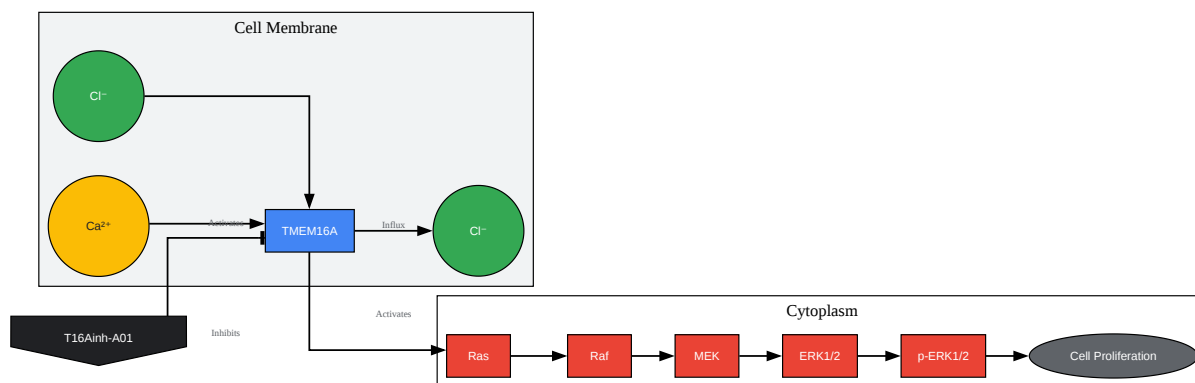 Cell Membrane
Cl⁻
Ca²⁺
Activates
TMEM16A
Influx
Cl⁻
T16Ainh-A01
Inhibits
Activates
Cytoplasm
Ras
Raf
MEK
ERK1/2
p-ERK1/2
Cell Proliferation